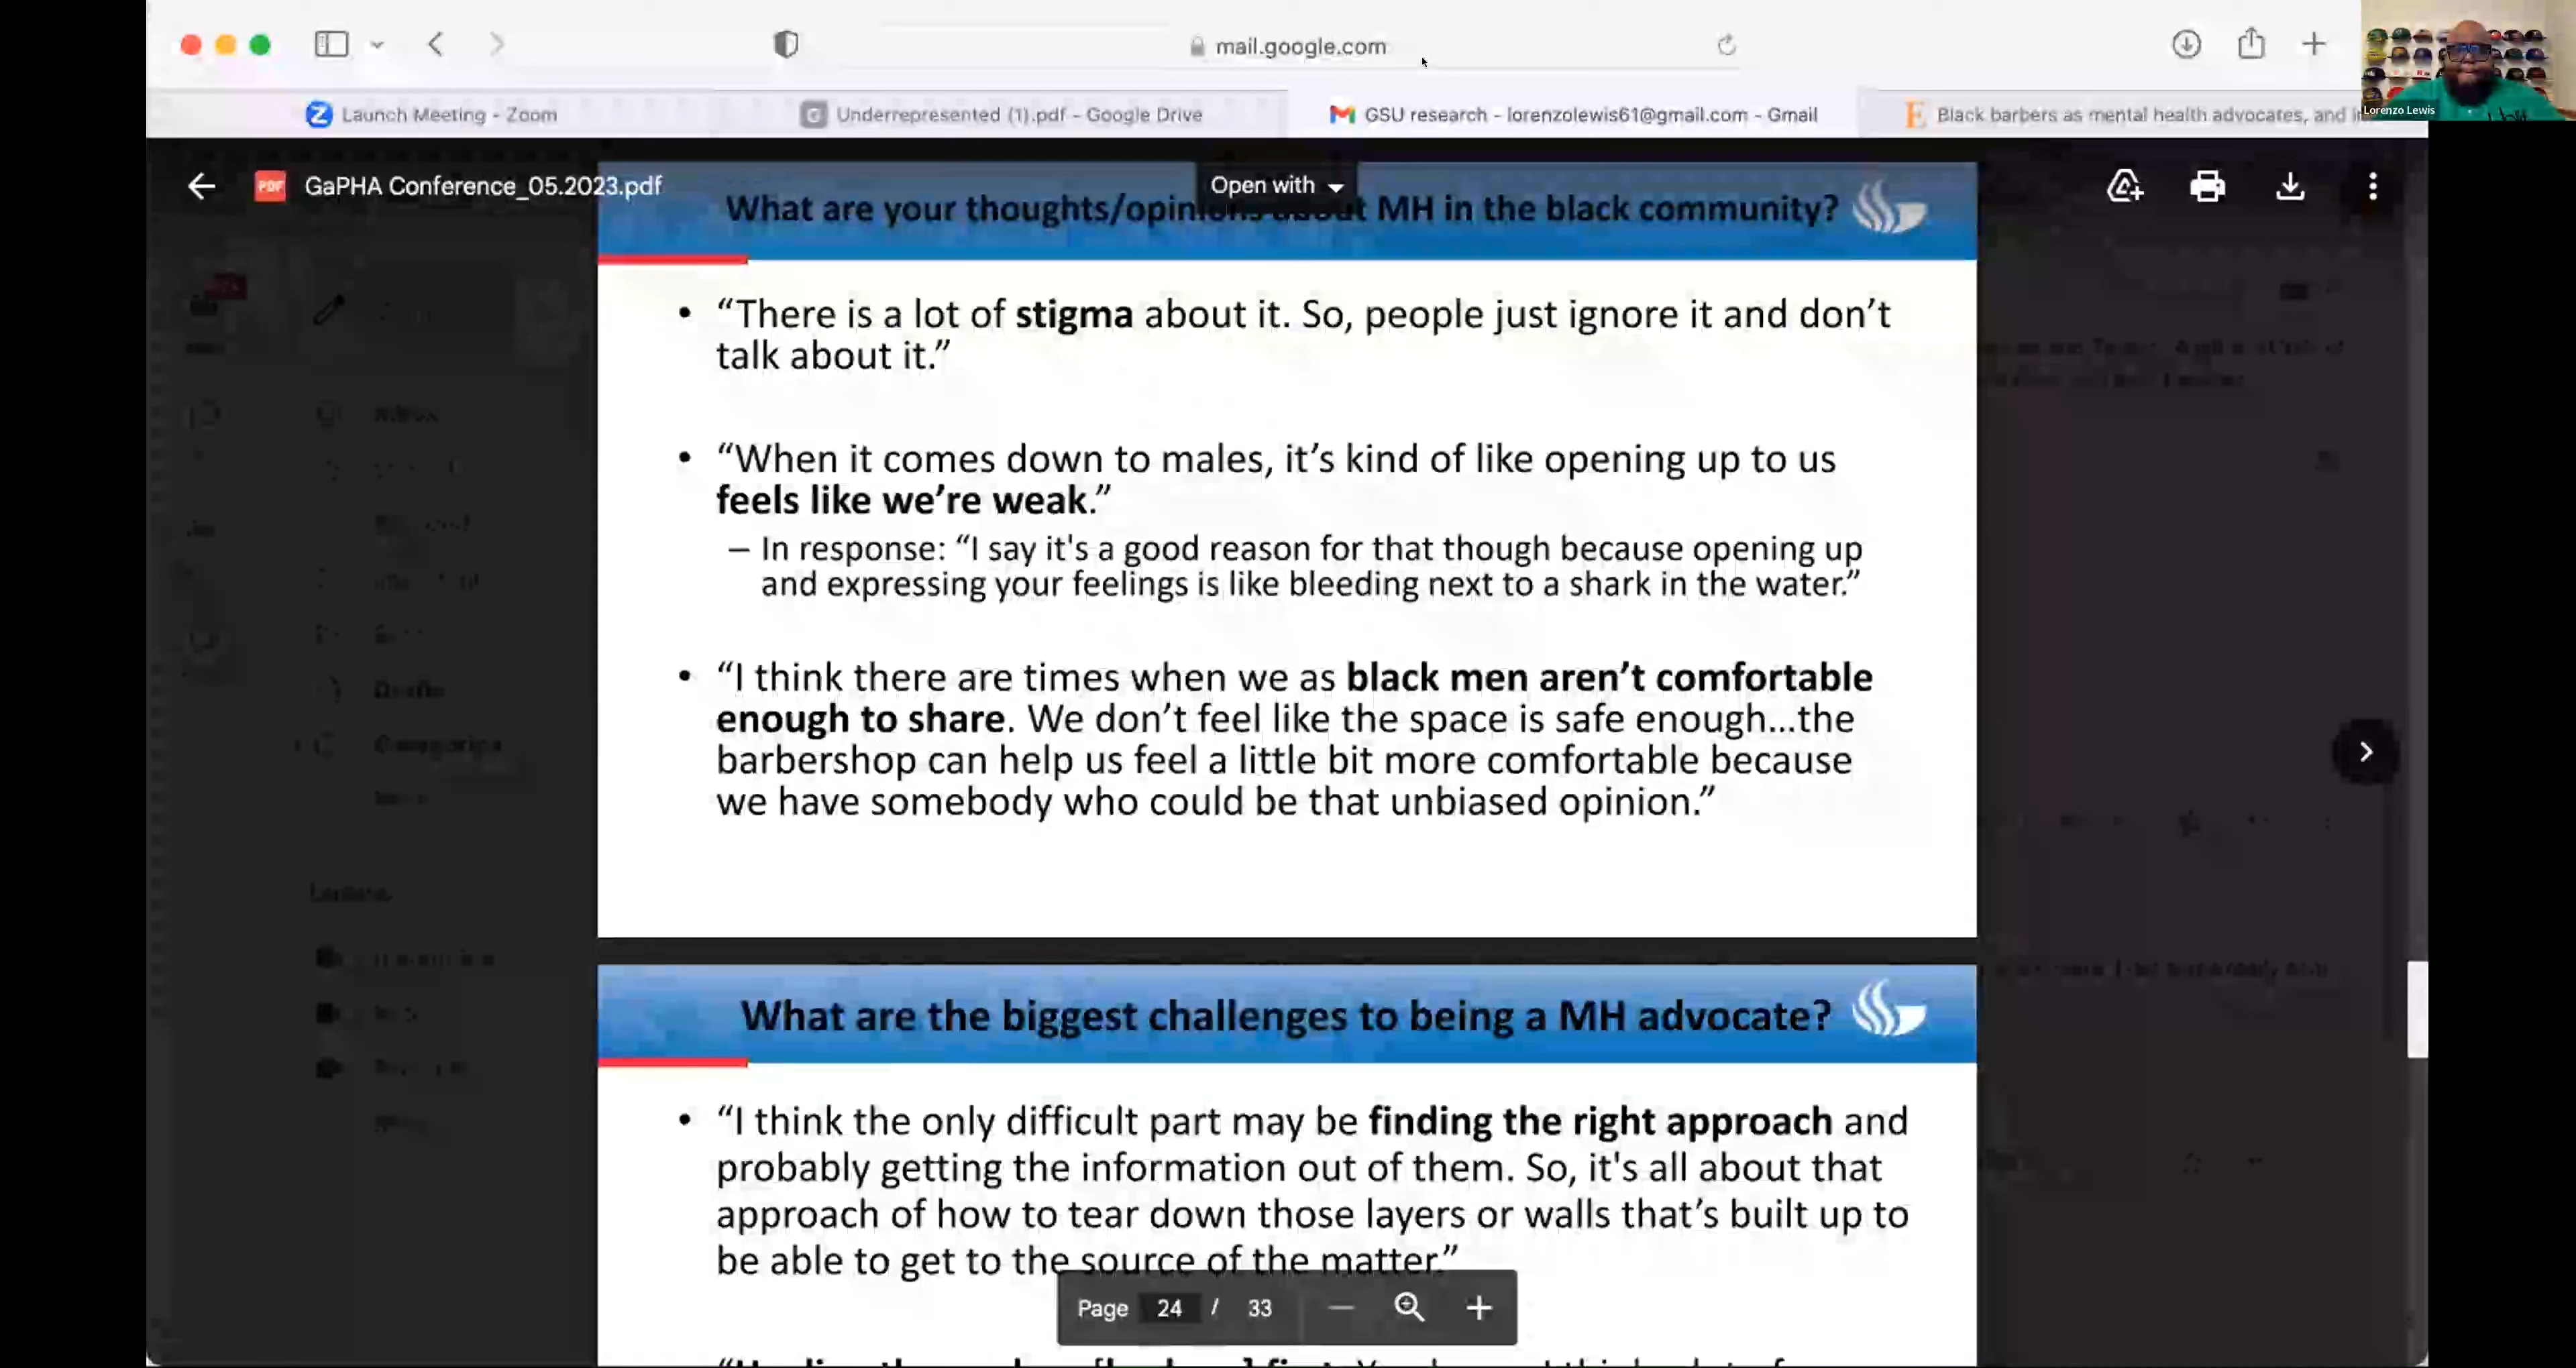 mail.google.com
Launch Meeting - Zoom
Underrepresented (1).pdf - Google Drive
GSU research - lorenzolewis61@gmail.com - Gmail
Black barbers as mental health advocates, and i
Lorenzo Lewis
PDF
GaPHA Conference_05.2023.pdf
Open with
What are your thoughts/opinions about MH in the black community?
• “There is a lot of stigma about it. So, people just ignore it and don’t
talk about it.”
• “When it comes down to males, it’s kind of like opening up to us
feels like we’re weak.”
– In response: “I say it's a good reason for that though because opening up
and expressing your feelings is like bleeding next to a shark in the water.”
• “I think there are times when we as black men aren’t comfortable
enough to share. We don’t feel like the space is safe enough...the
barbershop can help us feel a little bit more comfortable because
we have somebody who could be that unbiased opinion.”
Drafts
Categories
What are the biggest challenges to being a MH advocate?
• “I think the only difficult part may be finding the right approach and
probably getting the information out of them. So, it's all about that
approach of how to tear down those layers or walls that’s built up to
be able to get to the source of the matter.”
Page 24 / 33